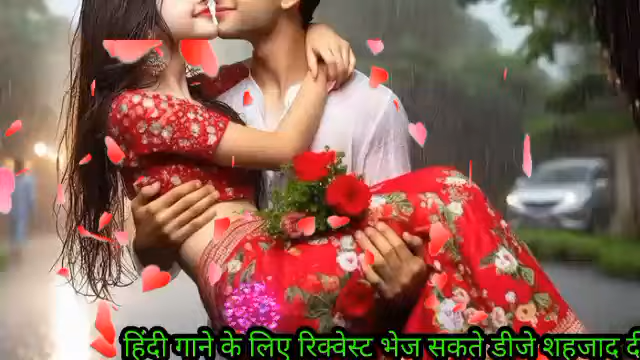 हिंदी गाने के लिए रिक्वेस्ट भेज सकते डीजे शहजाद